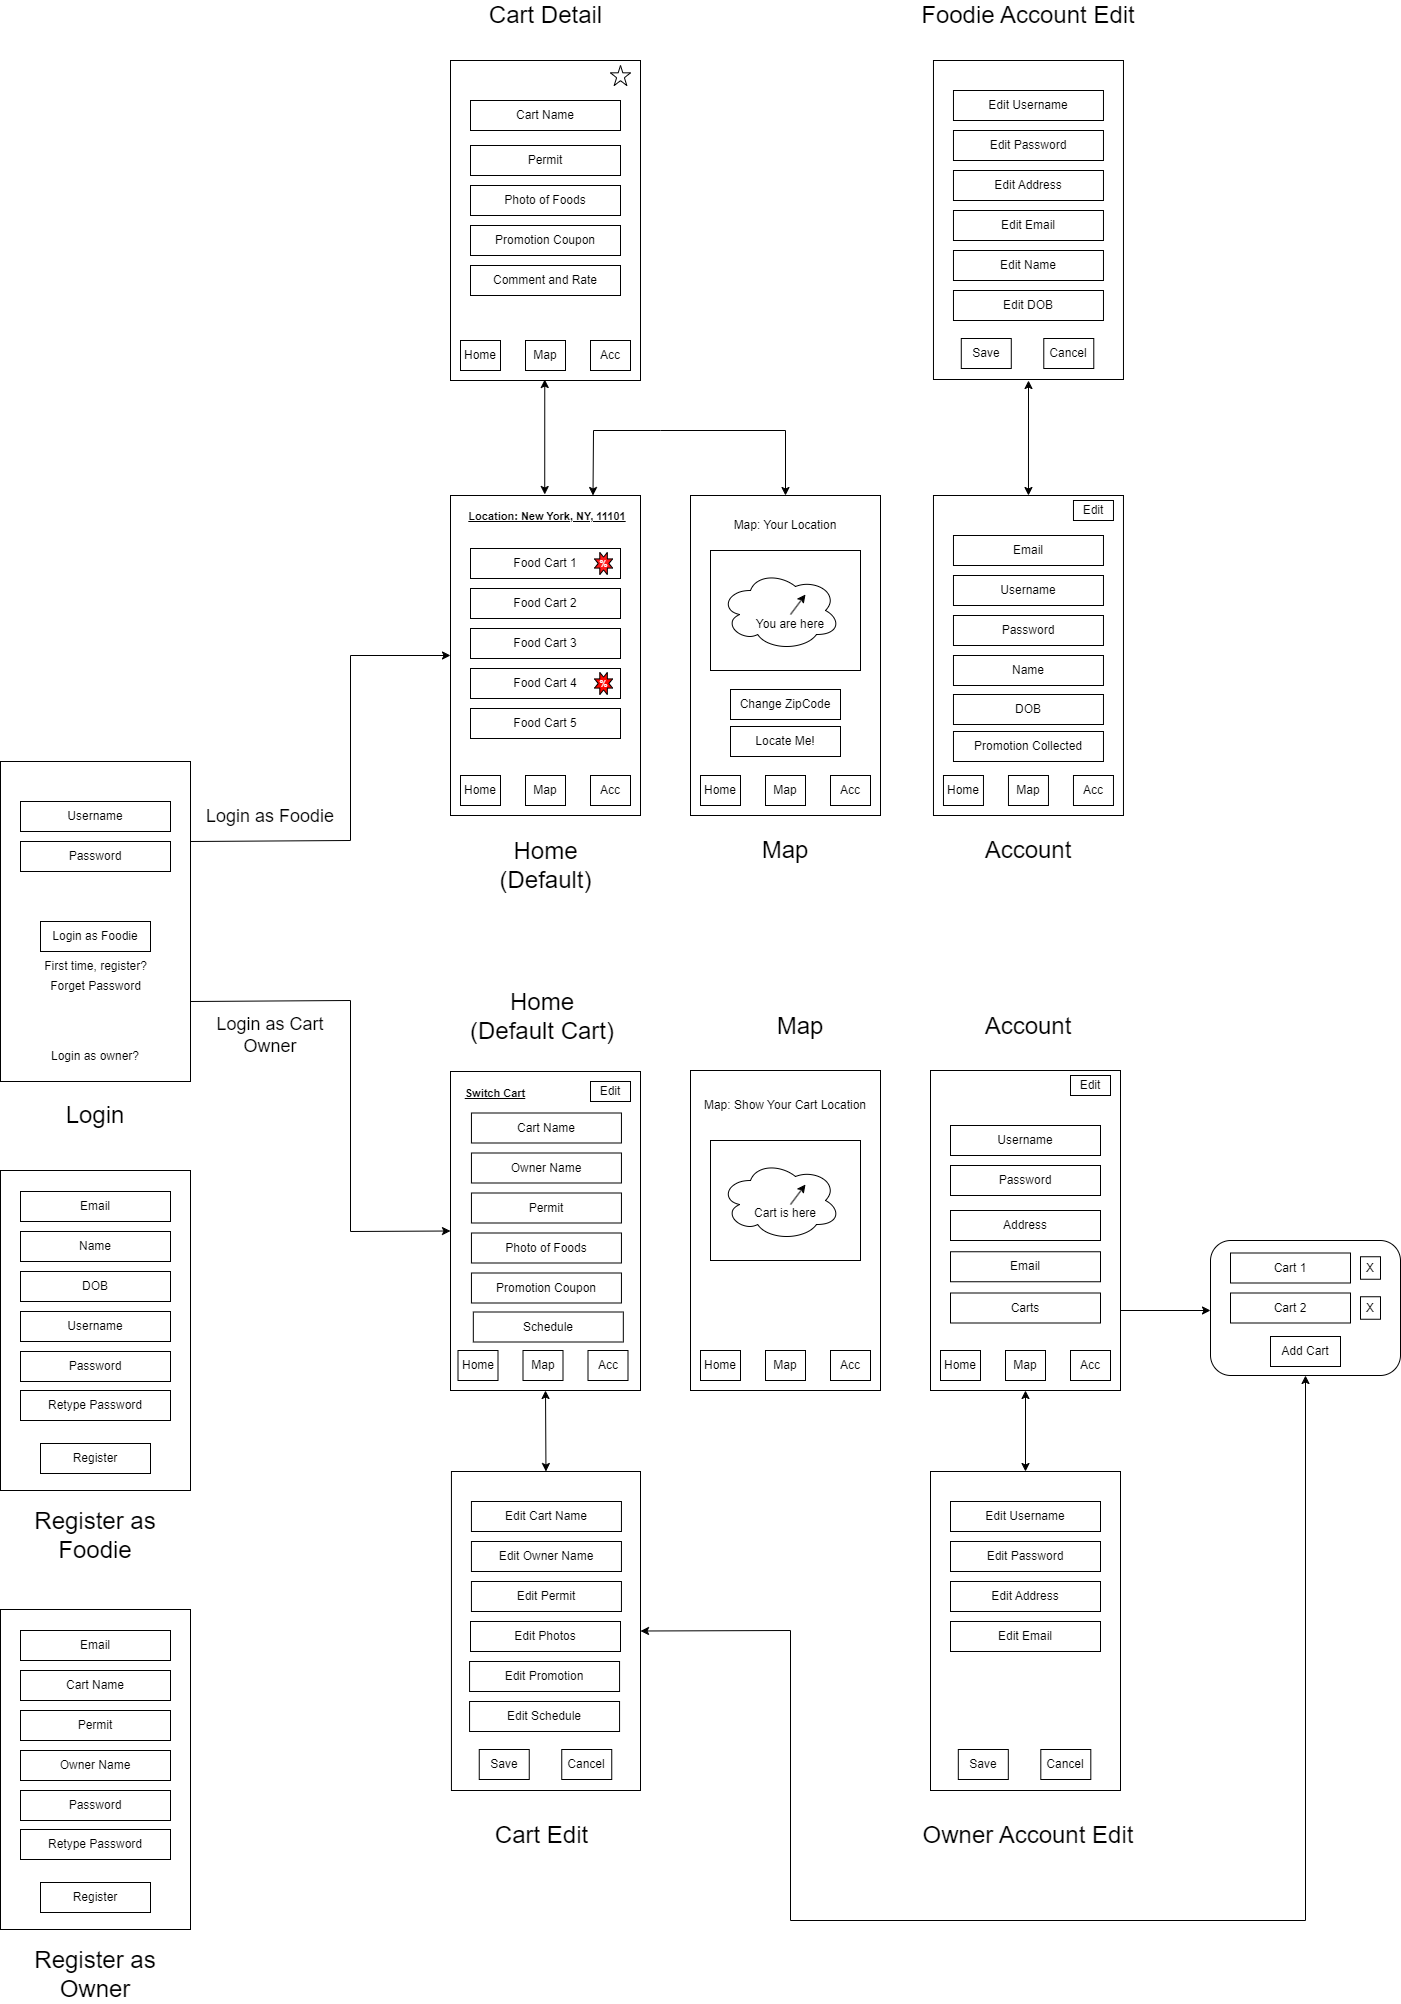 Cart Detail
Cart Name
Permit
Photo of Foods
Promotion Coupon
Comment and Rate
Home
Map
Acc
Foodie Account Edit
Edit Username
Edit Password
Edit Address
Edit Email
Edit Name
Edit DOB
Save
Cancel
Location: New York, NY, 11101
Food Cart 1
%
Food Cart 2
Food Cart 3
Food Cart 4
%
Food Cart 5
Home
Map
Acc
Home
(Default)
Map: Your Location
You are here
Change ZipCode
Locate Me!
Home
Map
Acc
Map
Edit
Email
Username
Password
Name
DOB
Promotion Collected
Home
Map
Acc
Account
Username
Password
Login as Foodie
First time, register?
Forget Password
Login as owner?
Login
Login as Foodie
Login as Cart
Owner
Home
(Default Cart)
Switch Cart
Edit
Cart Name
Owner Name
Permit
Photo of Foods
Promotion Coupon
Schedule
Home
Map
Acc
Map
Map: Show Your Cart Location
Cart is here
Home
Map
Acc
Account
Edit
Username
Password
Address
Email
Carts
Home
Map
Acc
Cart 1
X
Cart 2
X
Add Cart
Email
Name
DOB
Username
Password
Retype Password
Register
Register as
Foodie
Edit Cart Name
Edit Owner Name
Edit Permit
Edit Photos
Edit Promotion
Edit Schedule
Save
Cancel
Cart Edit
Edit Username
Edit Password
Edit Address
Edit Email
Save
Cancel
Owner Account Edit
Email
Cart Name
Permit
Owner Name
Password
Retype Password
Register
Register as
Owner